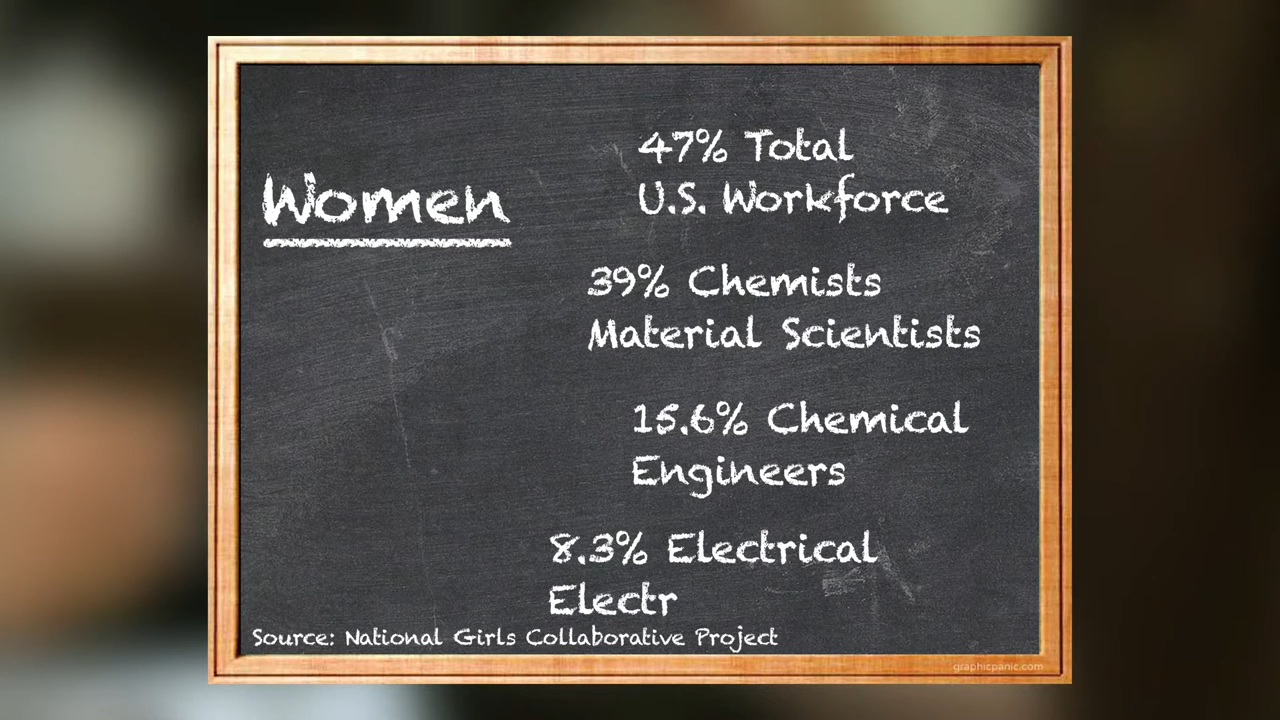 Women
47% Total
U.S. Workforce
39% Chemists
Material Scientists
15.6% Chemical
Engineers
8.3% Electrical
Electr
Source: National Girls Collaborative Project
graphicpanic.com